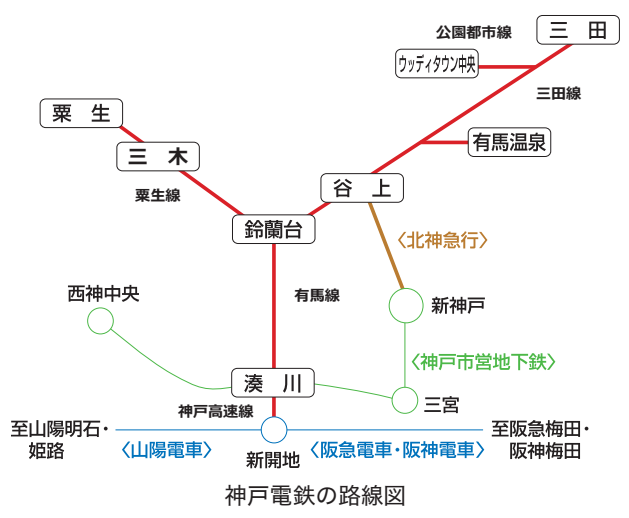 公園都市線
三 田
ウッディタウン中央
三田線
粟 生
有馬温泉
三 木
粟生線
谷 上
鈴蘭台
〈北神急行〉
西神中央
有馬線
新神戸
〈神戸市営地下鉄〉
湊 川
三宮
神戸高速線
至山陽明石・
姫路
〈山陽電車〉
新開地
〈阪急電車・阪神電車〉
至阪急梅田・
阪神梅田
神戸電鉄の路線図